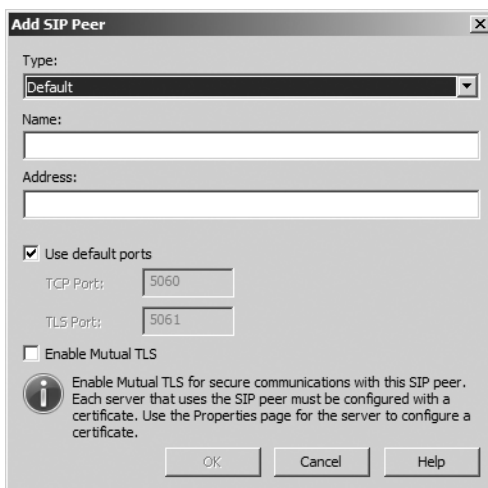 Add SIP Peer
Type:
Default
Name:
Address:
Use default ports
TCP Port: 5060
TLS Port: 5061
Enable Mutual TLS
Enable Mutual TLS for secure communications with this SIP peer.
Each server that uses the SIP peer must be configured with a
certificate. Use the Properties page for the server to configure a
certificate.
OK Cancel Help